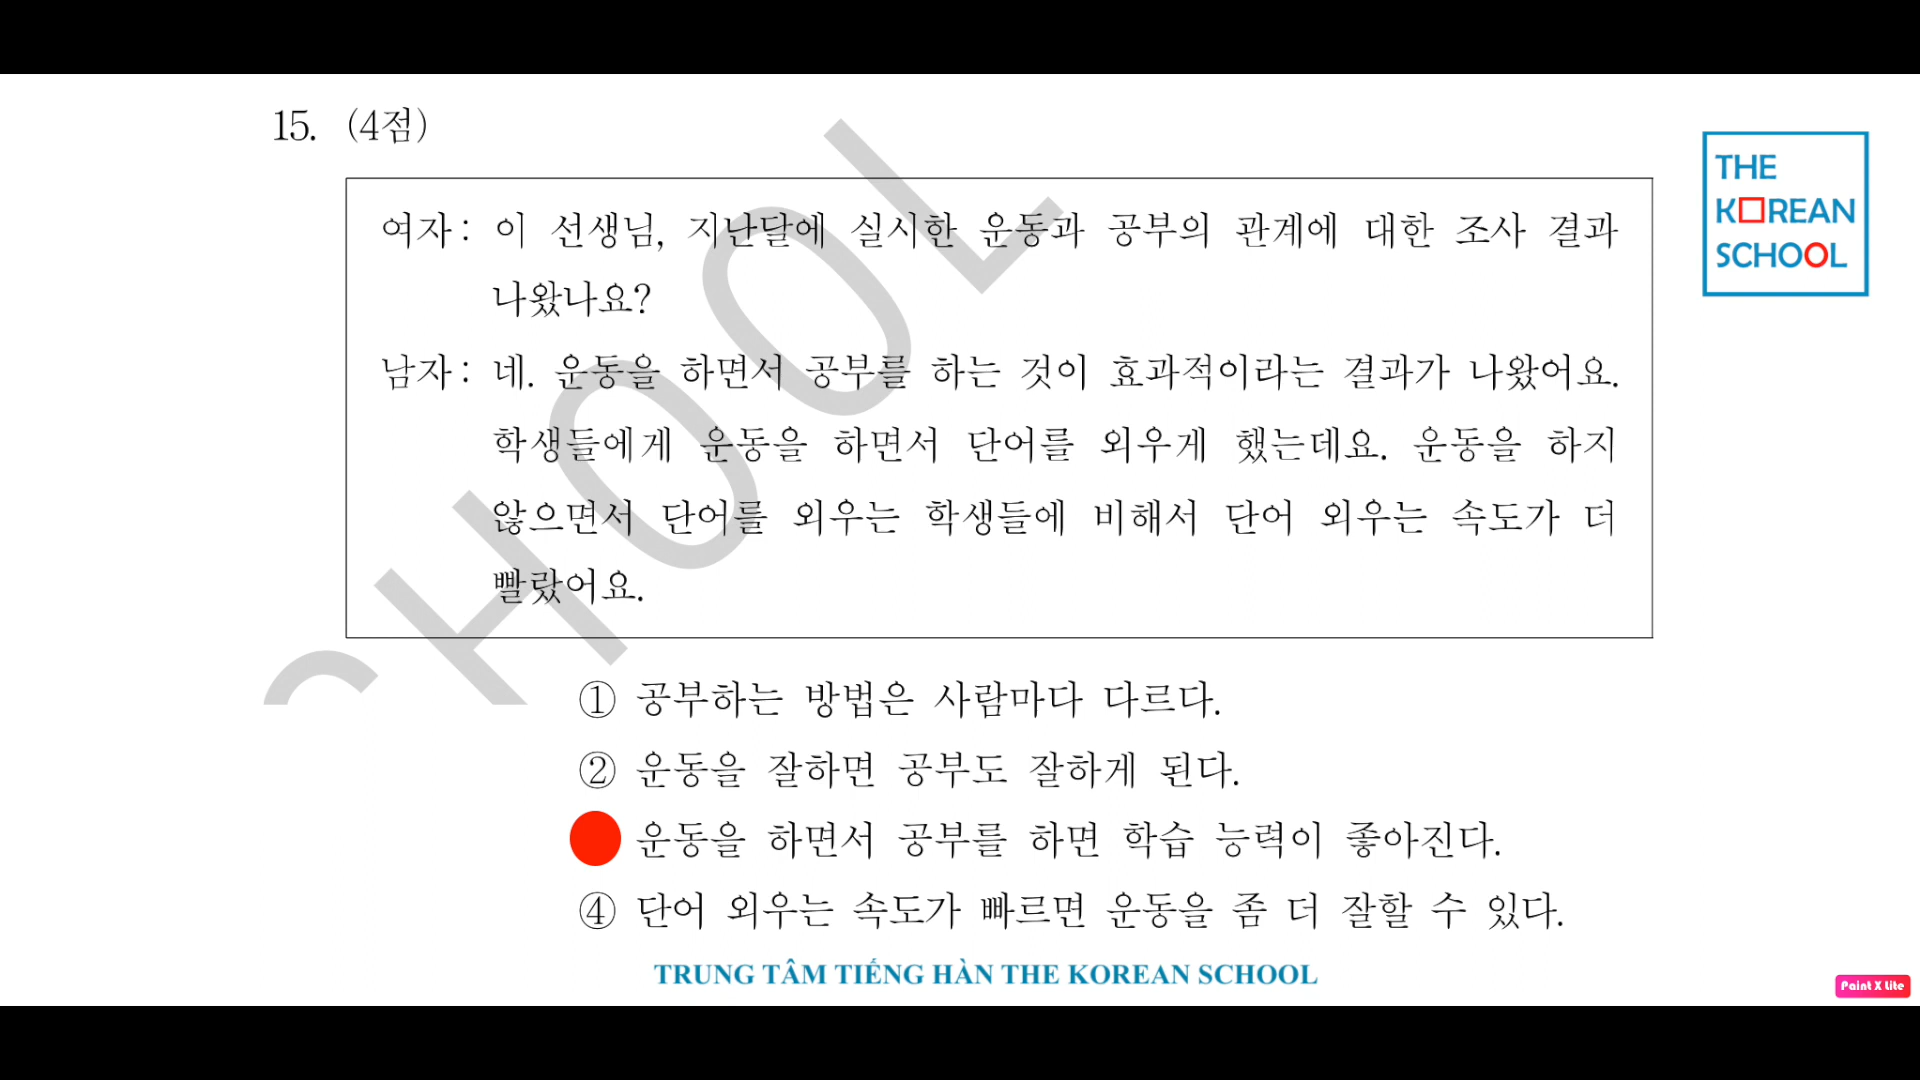 15. (4점)
THE
KOREAN
SCHOOL
여자 : 이 선생님, 지난달에 실시한 운동과 공부의 관계에 대한 조사 결과
나왔나요?
남자 : 네. 운동을 하면서 공부를 하는 것이 효과적이라는 결과가 나왔어요.
학생들에게 운동을 하면서 단어를 외우게 했는데요. 운동을 하지
않으면서 단어를 외우는 학생들에 비해서 단어 외우는 속도가 더
빨랐어요.
CHOOL
① 공부하는 방법은 사람마다 다르다.
② 운동을 잘하면 공부도 잘하게 된다.
운동을 하면서 공부를 하면 학습 능력이 좋아진다.
④ 단어 외우는 속도가 빠르면 운동을 좀 더 잘할 수 있다.
TRUNG TÂM TIẾNG HÀN THE KOREAN SCHOOL
Paint X Lite